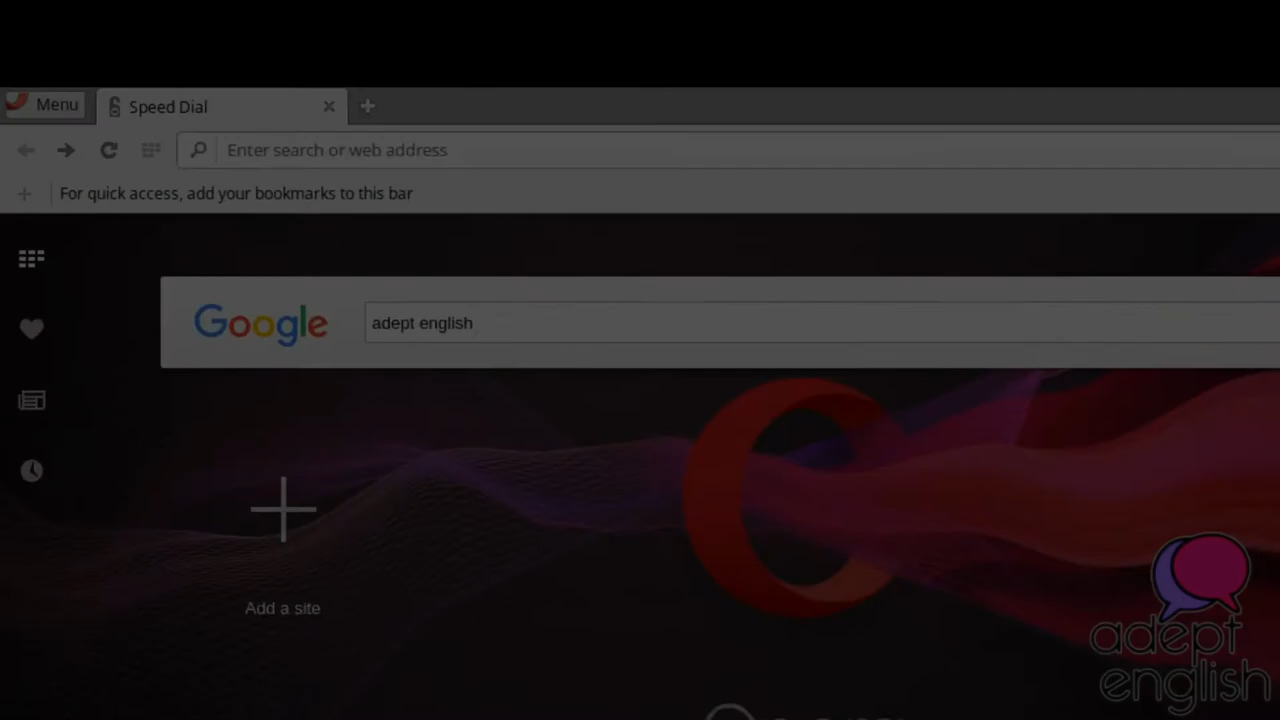 Menu
Speed Dial
Enter search or web address
For quick access, add your bookmarks to this bar
Google
adept english
Add a site
adept
english